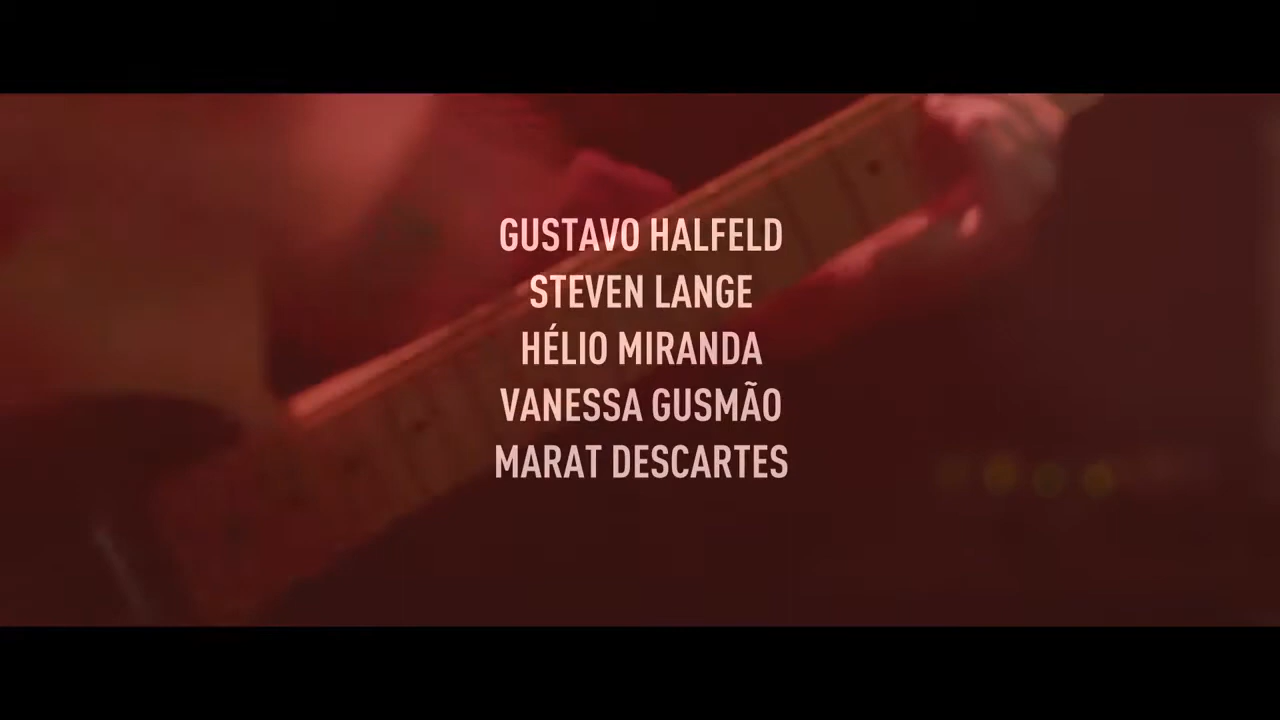 GUSTAVO HALFELD
STEVEN LANGE
HÉLIO MIRANDA
VANESSA GUSMÃO
MARAT DESCARTES